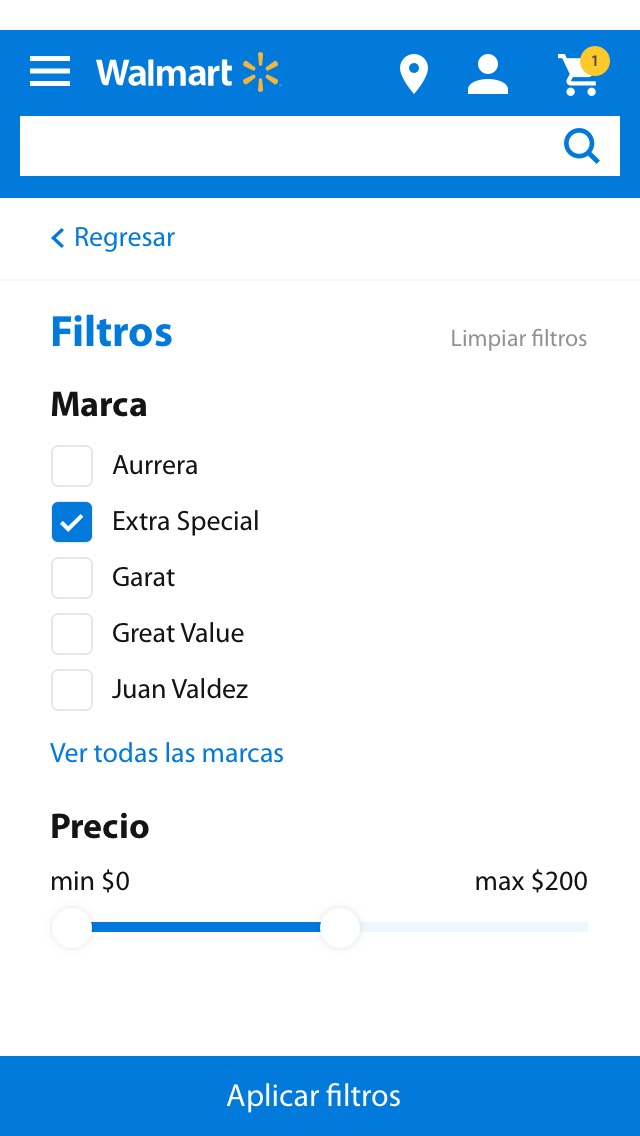 Walmart
1
Regresar
Filtros
Limpiar filtros
Marca
Aurrera
Extra Special
Garat
Great Value
Juan Valdez
Ver todas las marcas
Precio
min $0
max $200
Aplicar filtros